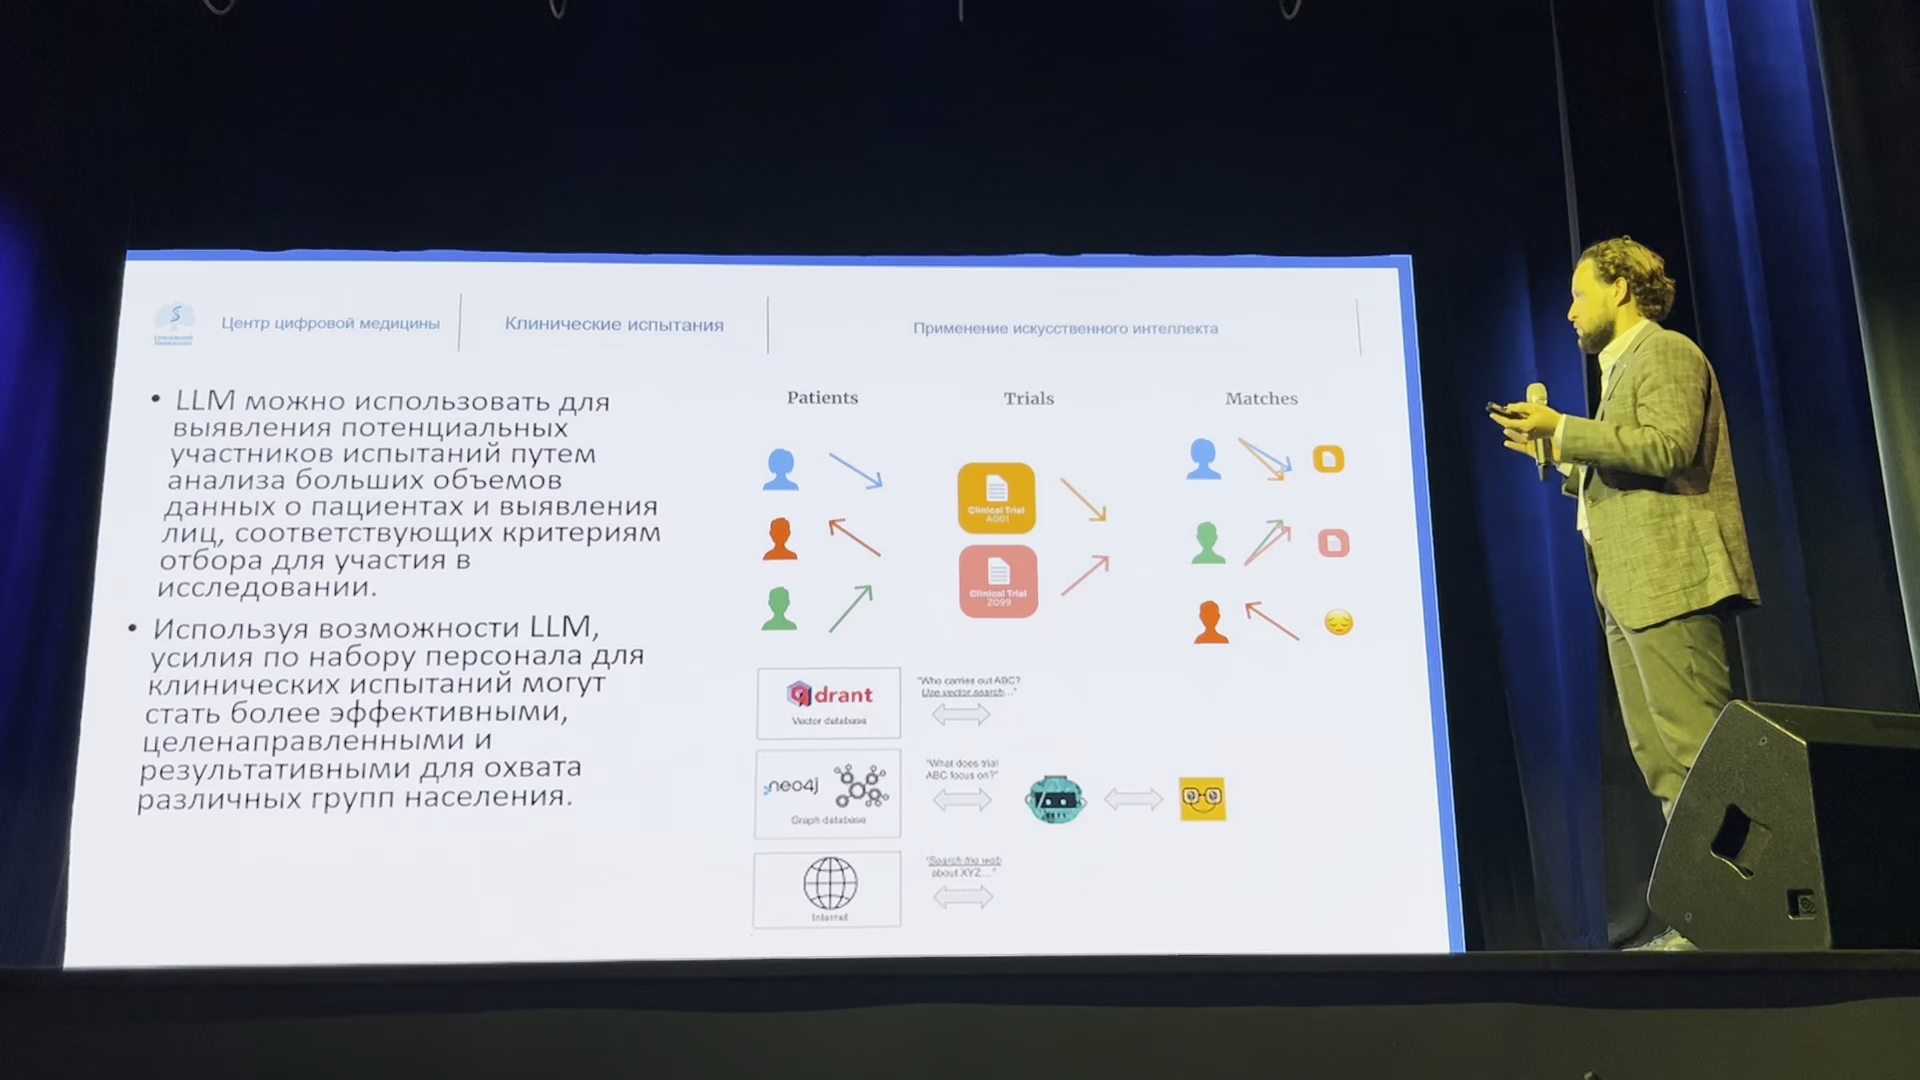 Центр цифровой медицины
Клинические испытания
Применение искусственного интеллекта
• LLM можно использовать для
выявления потенциальных
участников испытаний путем
анализа больших объемов
данных о пациентах и выявления
лиц, соответствующих критериям
отбора для участия в
исследовании.
• Используя возможности LLM,
усилия по набору персонала для
клинических испытаний могут
стать более эффективными,
целенаправленными и
результативными для охвата
различных групп населения.
Patients
Trials
Matches
Clinical Trial
A001
Clinical Trial
Z099
qdrant
Vector database
"Who carries out ABC?
Use vector search..."
neo4j
Graph database
"What does trial
ABC focus on?"
Internet
"Search the web
about XYZ...."